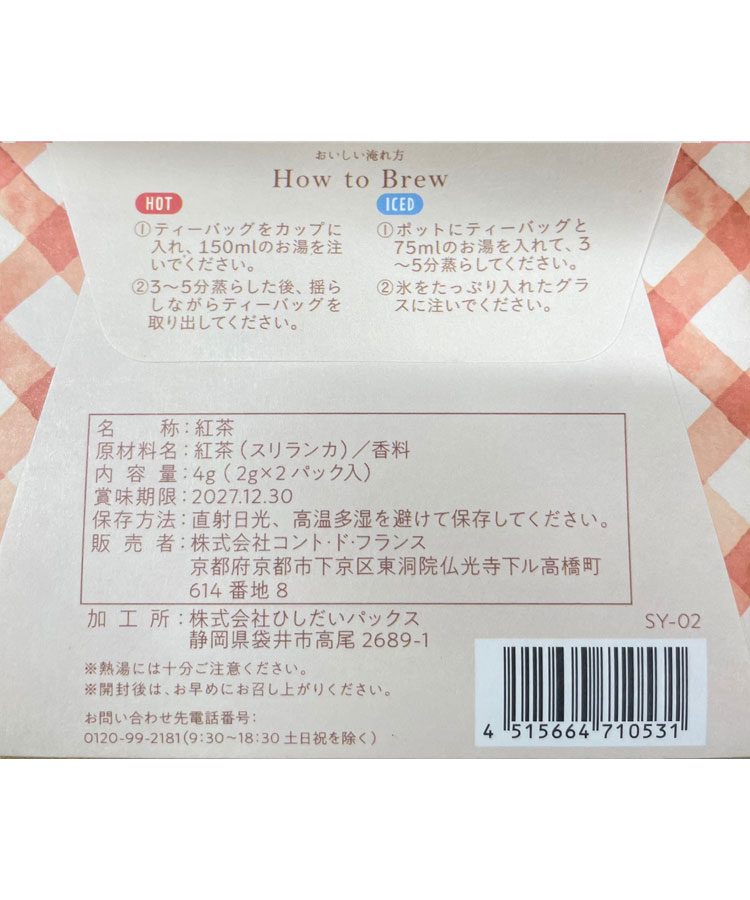 おいしい淹れ方
How to Brew
HOT
①ティーバッグをカップに
入れ、150mlのお湯を注
いでください。
②3〜5分蒸らした後、揺ら
しながらティーバッグを
取り出してください。
ICED
①ポットにティーバッグと
75mlのお湯を入れて、3
〜5分蒸らしてください。
②氷をたっぷり入れたグラ
スに注いでください。
名称:紅茶
原材料名:紅茶(スリランカ)/香料
内容量:4g(2g×2パック入)
賞味期限:2027.12.30
保存方法:直射日光、高温多湿を避けて保存してください。
販売者:株式会社コント・ド・フランス
京都府京都市下京区東洞院仏光寺下ル高橋町
614 番地 8
加工所:株式会社ひしだいパックス
静岡県袋井市高尾 2689-1
SY-02
※熱湯には十分ご注意ください。
※開封後は、お早めにお召し上がりください。
お問い合わせ先電話番号:
0120-99-2181(9:30〜18:30 土日祝を除く)
4 515664 710531